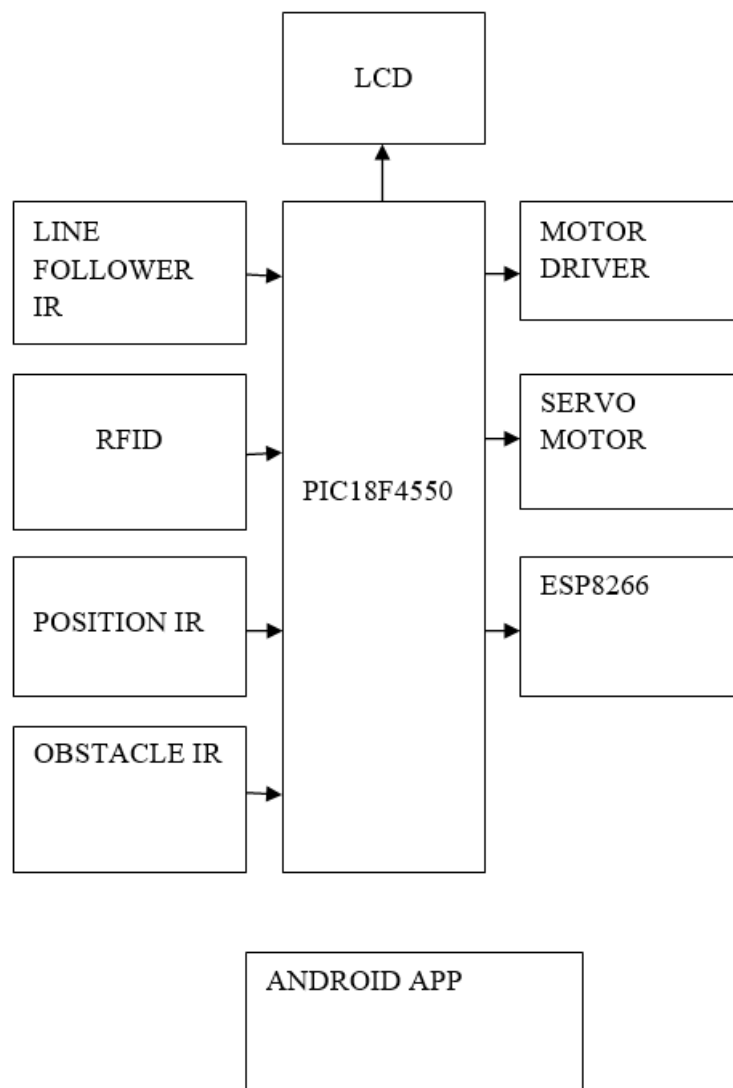 LCD
LINE
FOLLOWER
IR
RFID
POSITION IR
OBSTACLE IR
PIC18F4550
MOTOR
DRIVER
SERVO
MOTOR
ESP8266
ANDROID APP